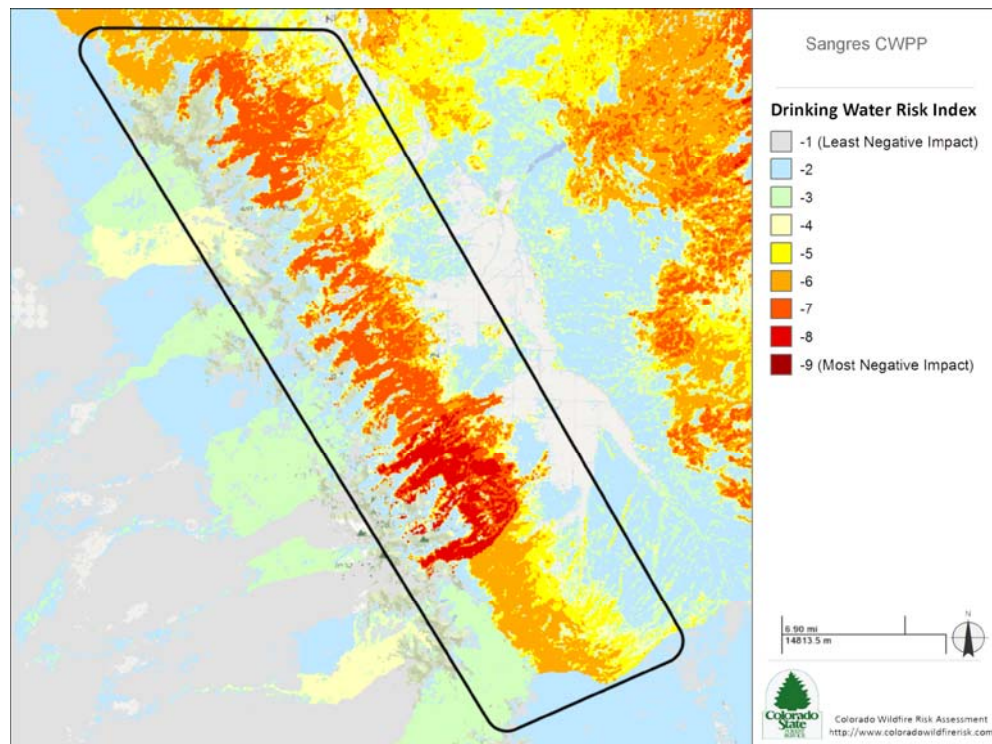 Sangres CWPP
Drinking Water Risk Index
-1 (Least Negative Impact)
-2
-3
-4
-5
-6
-7
-8
-9 (Most Negative Impact)
6.90 mi
14813.5 m
N
Colorado
State
Colorado Wildfire Risk Assessment
http://www.coloradowildfirerisk.com